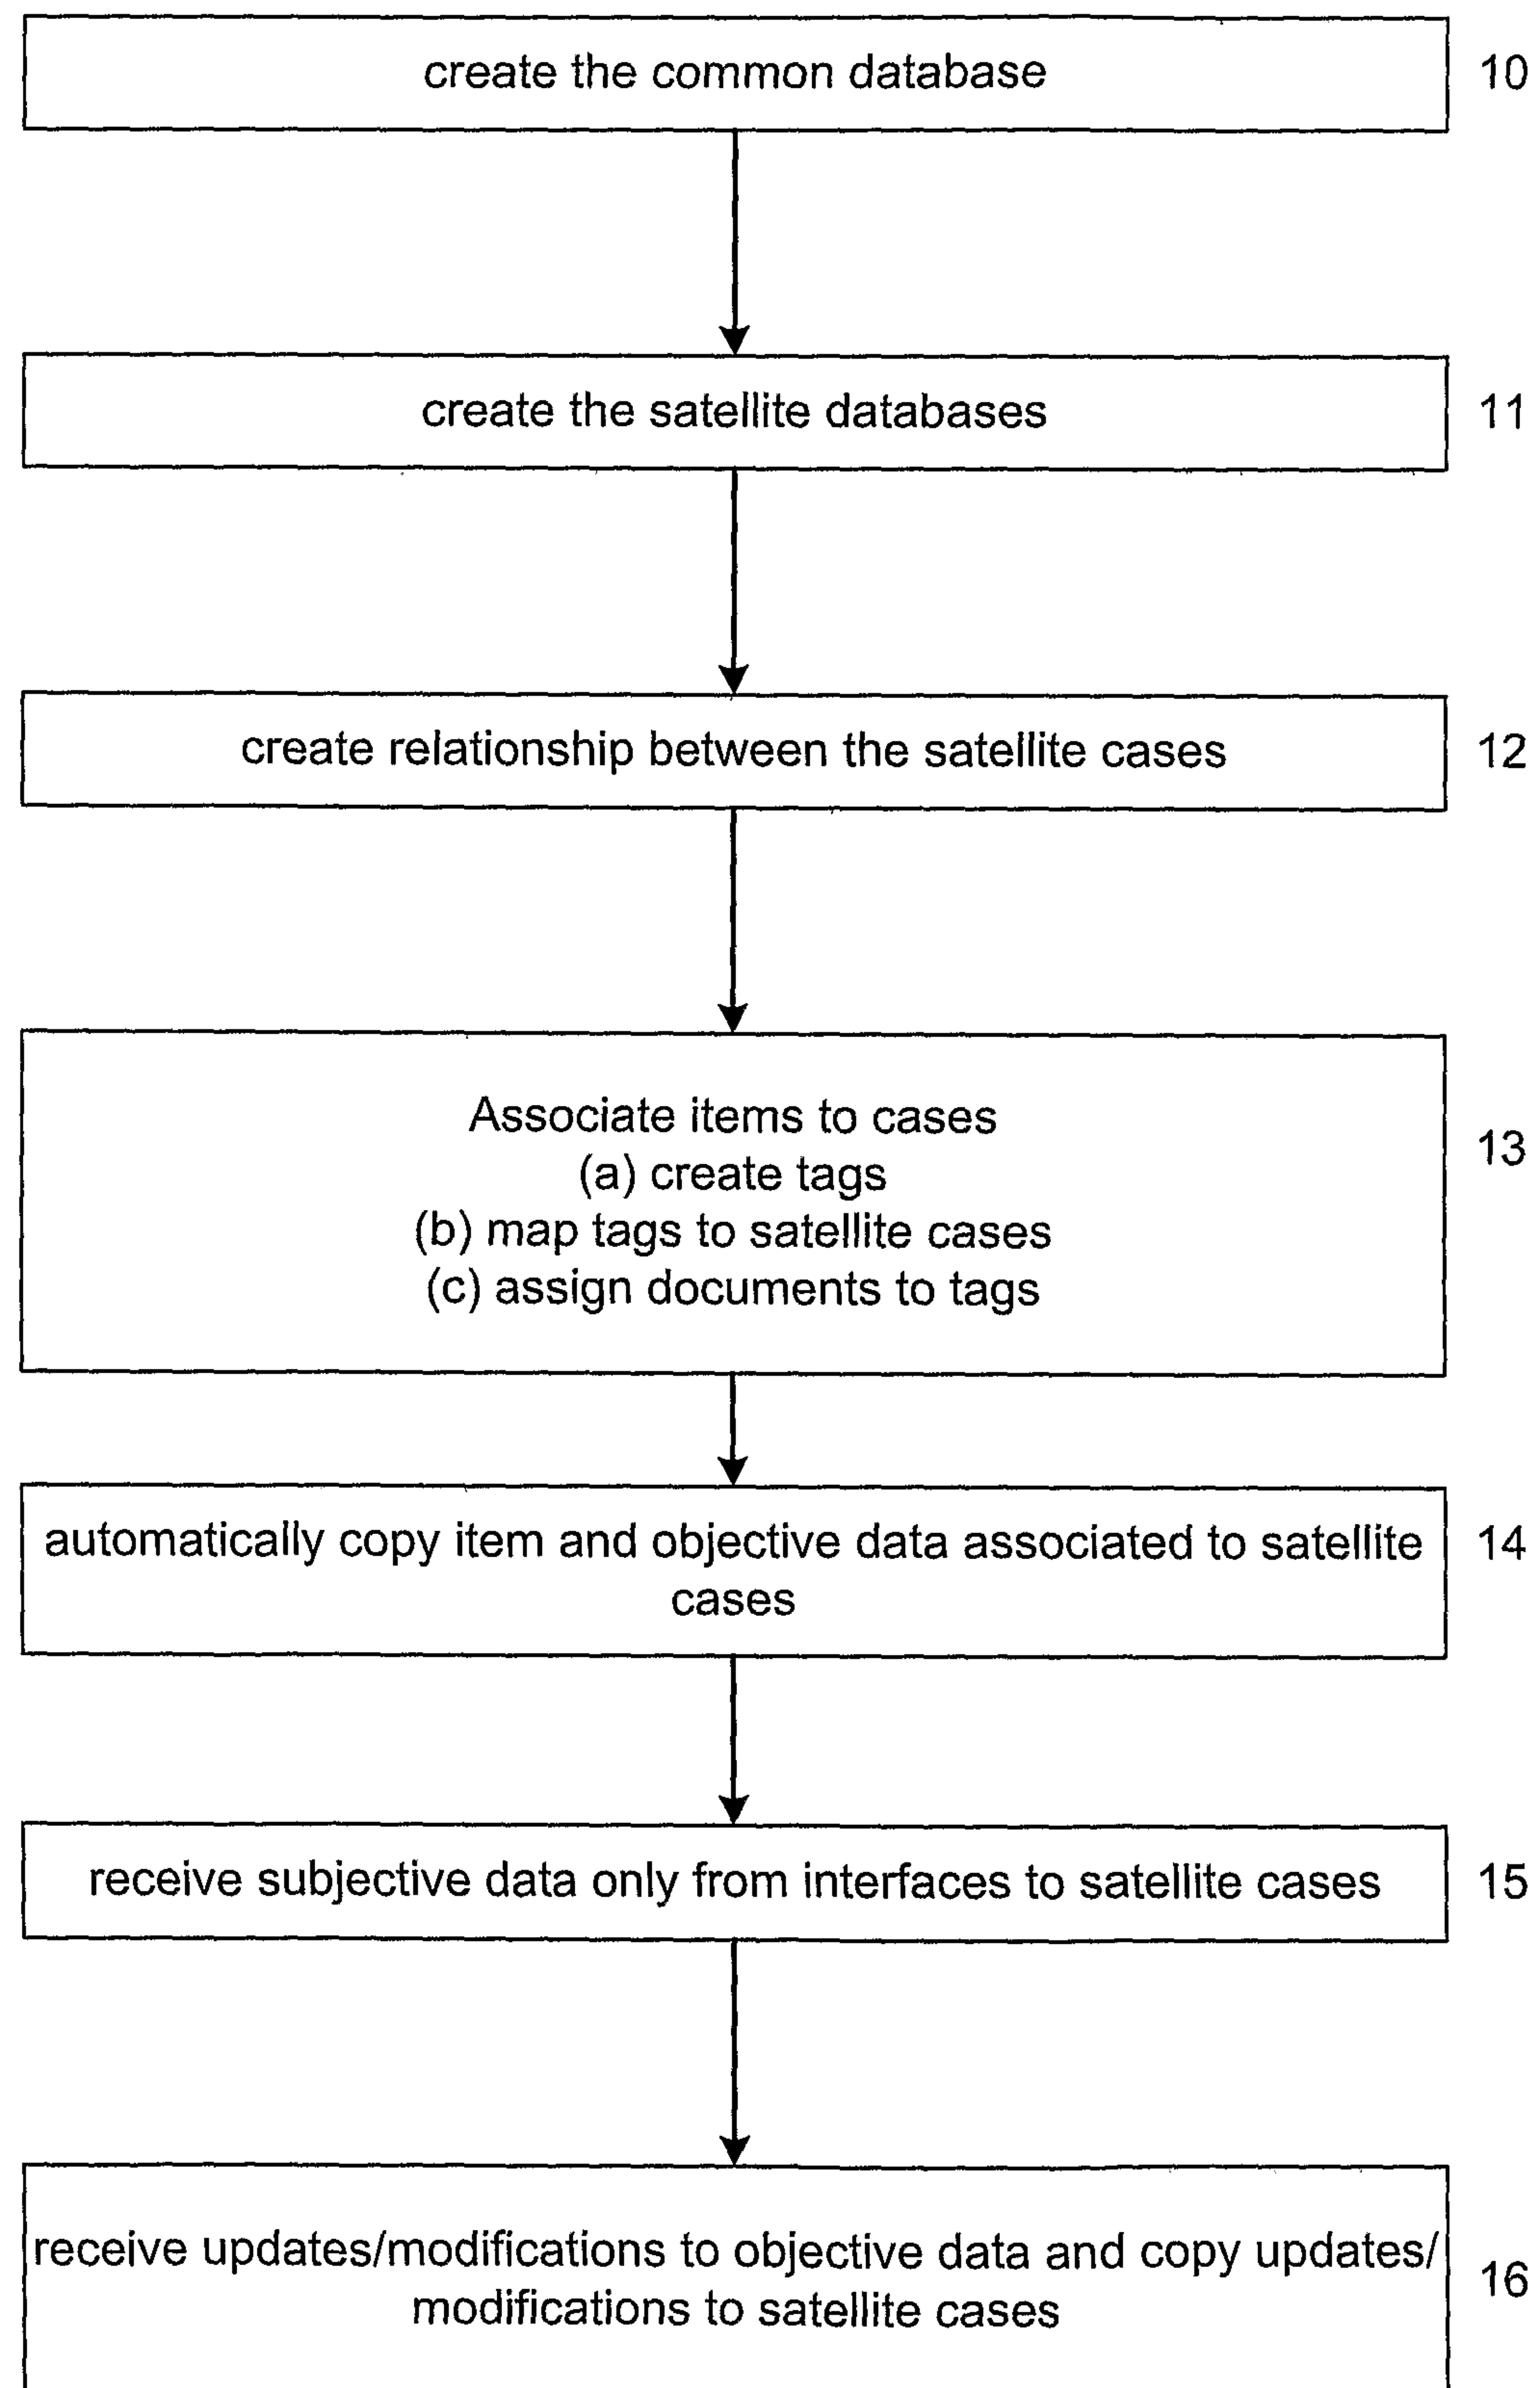 create the common database 10
create the satellite databases 11
create relationship between the satellite cases 12
Associate items to cases
13
(a) create tags
(b) map tags to satellite cases
(c) assign documents to tags
automatically copy item and objective data associated to satellite 14
cases
receive subjective data only from interfaces to satellite cases 15
receive updates/modifications to objective data and copy updates/
16
modifications to satellite cases